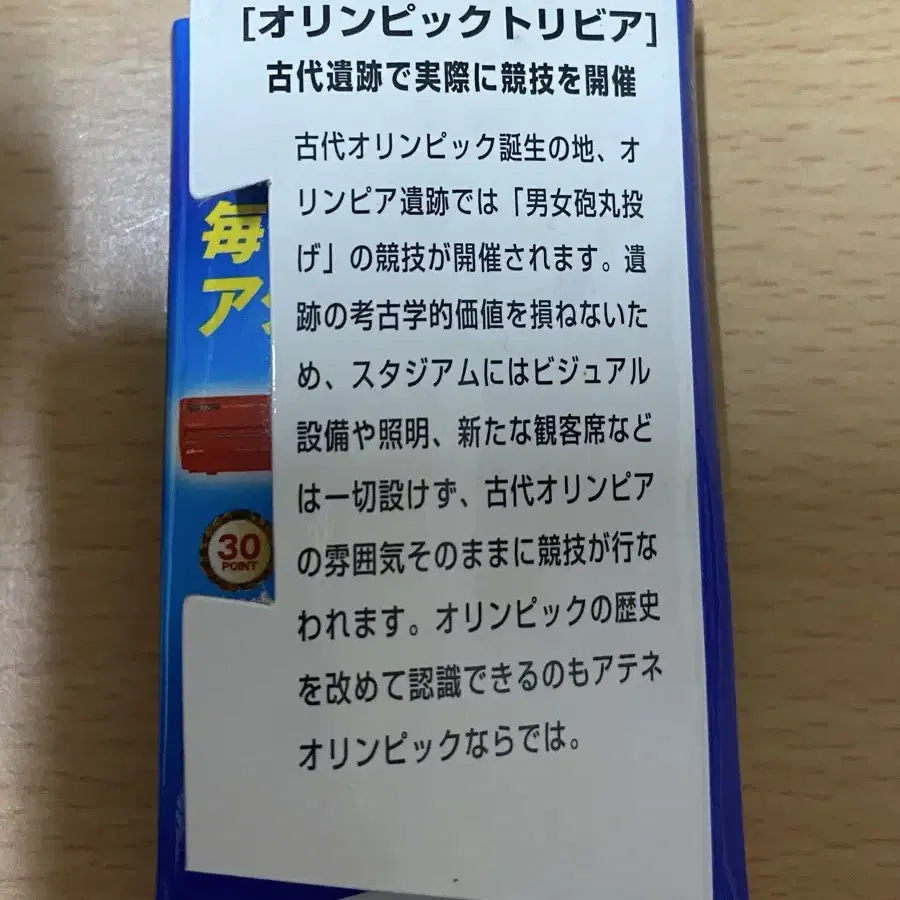 [オリンピックトリビア]
古代遺跡で実際に競技を開催
古代オリンピック誕生の地、オ
リンピア遺跡では「男女砲丸投
げ」の競技が開催されます。遺
跡の考古学的価値を損ねないた
め、スタジアムにはビジュアル
設備や照明、新たな観客席など
は一切設けず、古代オリンピア
の雰囲気そのままに競技が行な
われます。オリンピックの歴史
を改めて認識できるのもアテネ
オリンピックならでは。
毎
ア
30
POINT